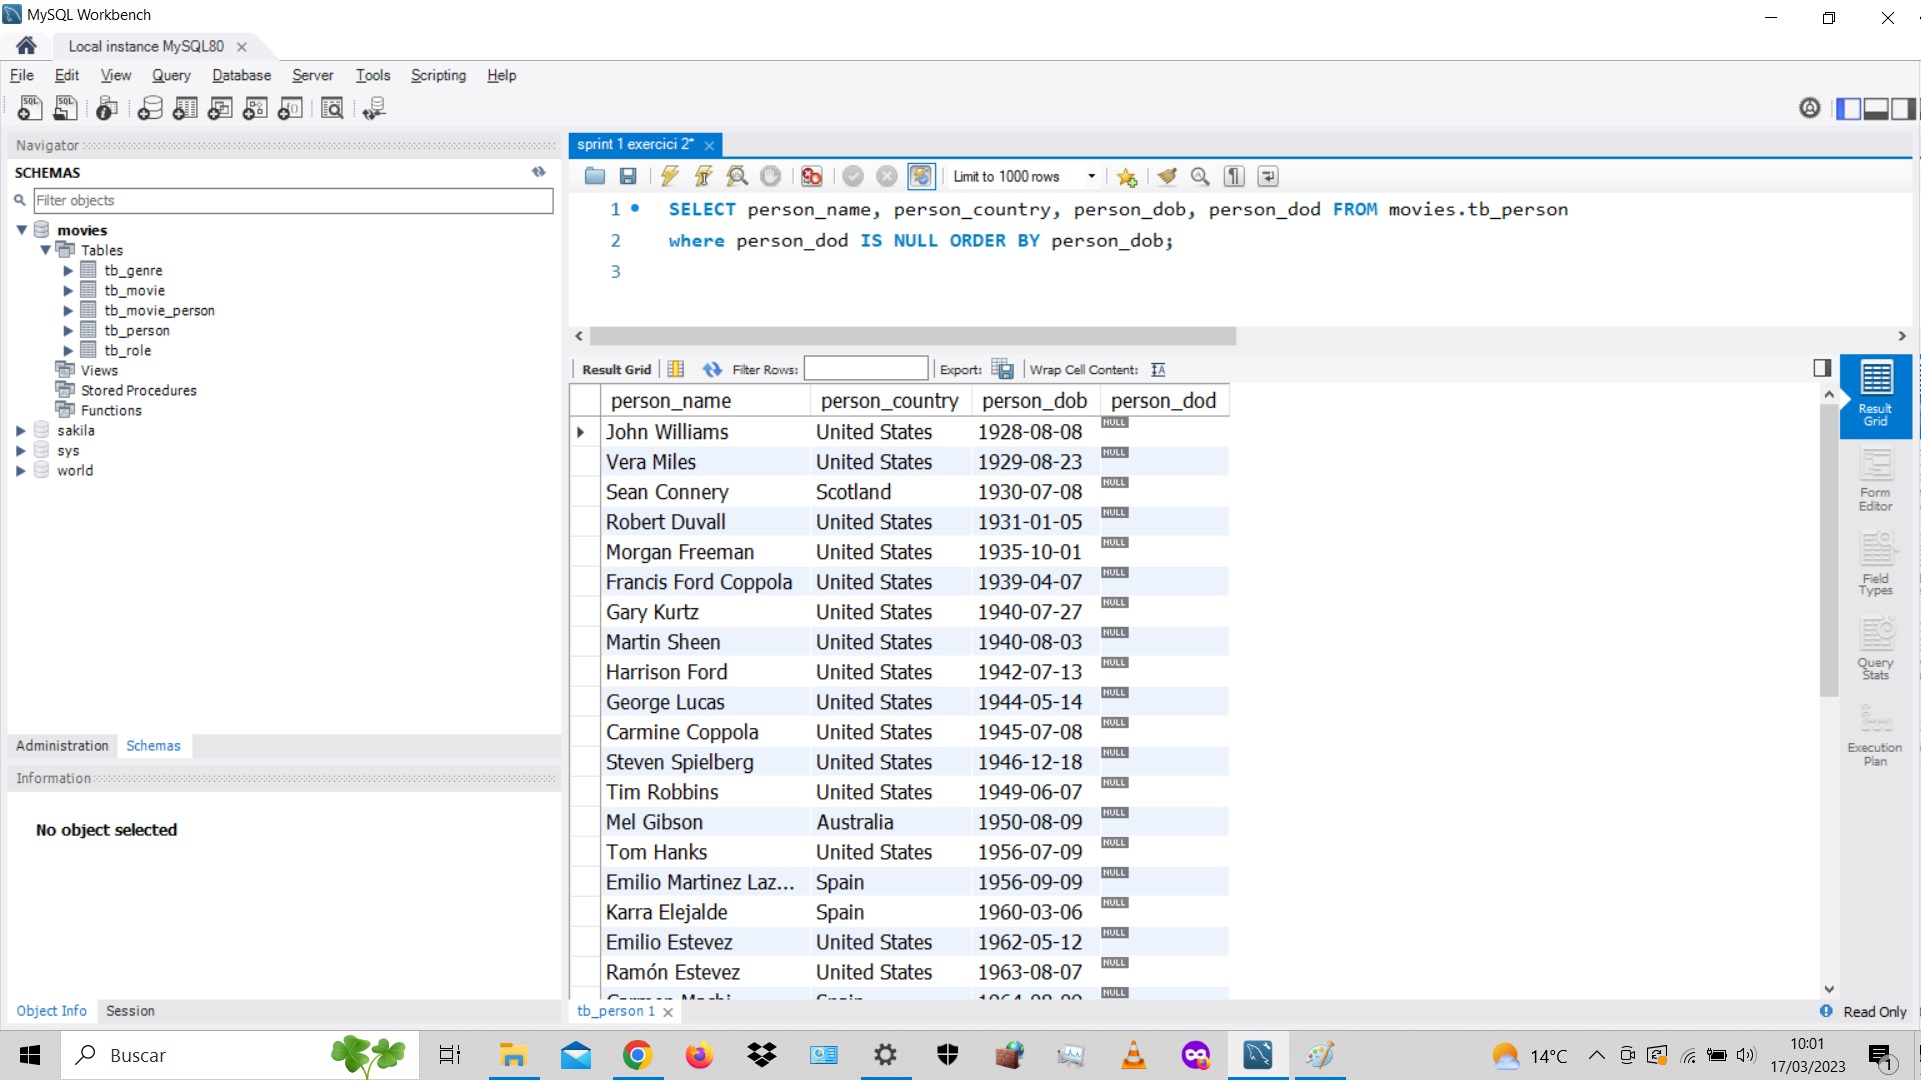 MySQL Workbench
Local instance MySQL80
File Edit View Query Database Server Tools Scripting Help
Navigator
SCHEMAS
Filter objects
movies
Tables
tb_genre
tb_movie
tb_movie_person
tb_person
tb_role
Views
Stored Procedures
Functions
sakila
sys
world
Administration Schemas
Information
No object selected
Object Info Session
sprint 1 exercici 2*
Limit to 1000 rows
1 SELECT person_name, person_country, person_dob, person_dod FROM movies.tb_person
2 where person_dod IS NULL ORDER BY person_dob;
3
Result Grid Filter Rows: Export: Wrap Cell Content:
person_name person_country person_dob person_dod
John Williams United States 1928-08-08 NULL
Vera Miles United States 1929-08-23 NULL
Sean Connery Scotland 1930-07-08 NULL
Robert Duvall United States 1931-01-05 NULL
Morgan Freeman United States 1935-10-01 NULL
Francis Ford Coppola United States 1939-04-07 NULL
Gary Kurtz United States 1940-07-27 NULL
Martin Sheen United States 1940-08-03 NULL
Harrison Ford United States 1942-07-13 NULL
George Lucas United States 1944-05-14 NULL
Carmine Coppola United States 1945-07-08 NULL
Steven Spielberg United States 1946-12-18 NULL
Tim Robbins United States 1949-06-07 NULL
Mel Gibson Australia 1950-08-09 NULL
Tom Hanks United States 1956-07-09 NULL
Emilio Martinez Laz... Spain 1956-09-09 NULL
Karra Elejalde Spain 1960-03-06 NULL
Emilio Estevez United States 1962-05-12 NULL
Ramón Estevez United States 1963-08-07 NULL
NULL
Result
Grid
Form
Editor
Field
Types
Query
Stats
Execution
Plan
tb_person 1
Read Only
Buscar
14°C
10:01
17/03/2023
1